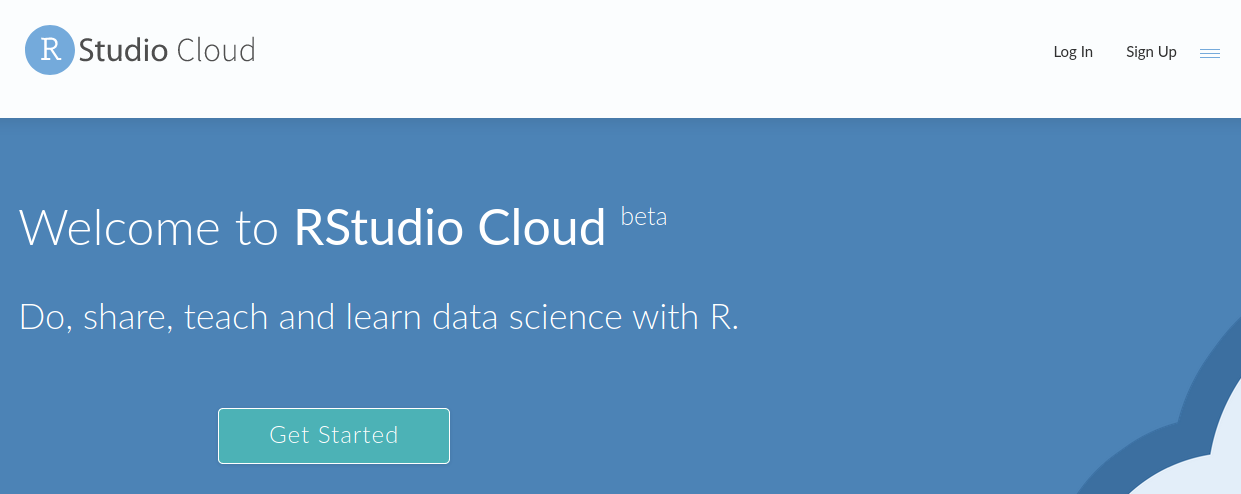 R Studio Cloud
Log In Sign Up
Welcome to RStudio Cloud beta
Do, share, teach and learn data science with R.
Get Started